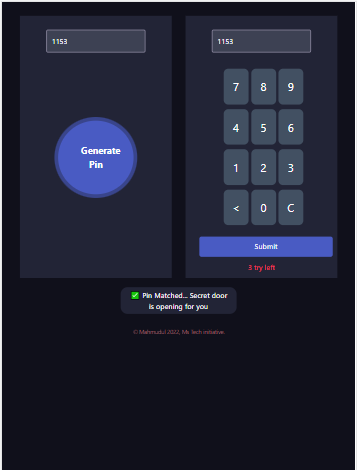 1153
Generate
Pin
1153
7 8 9
4 5 6
1 2 3
< 0 C
Submit
3 try left
✅ Pin Matched... Secret door
is opening for you
© Mahmudul 2022, Ms Tech initiative.